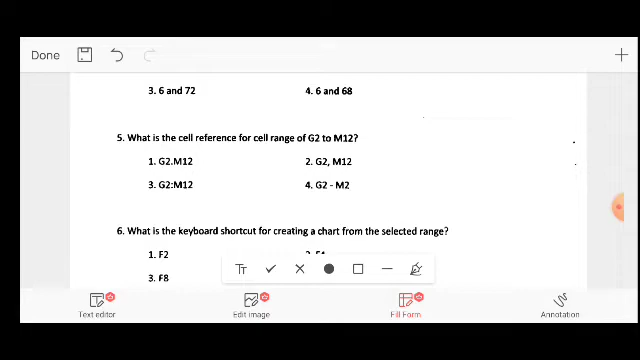 Done
3. 6 and 72 4. 6 and 68
5. What is the cell reference for cell range of G2 to M12?
1. G2.M12 2. G2, M12
3. G2:M12 4. G2 - M2
6. What is the keyboard shortcut for creating a chart from the selected range?
1. F2
3. F8
Tт
Text editor Edit image Fill Form Annotation